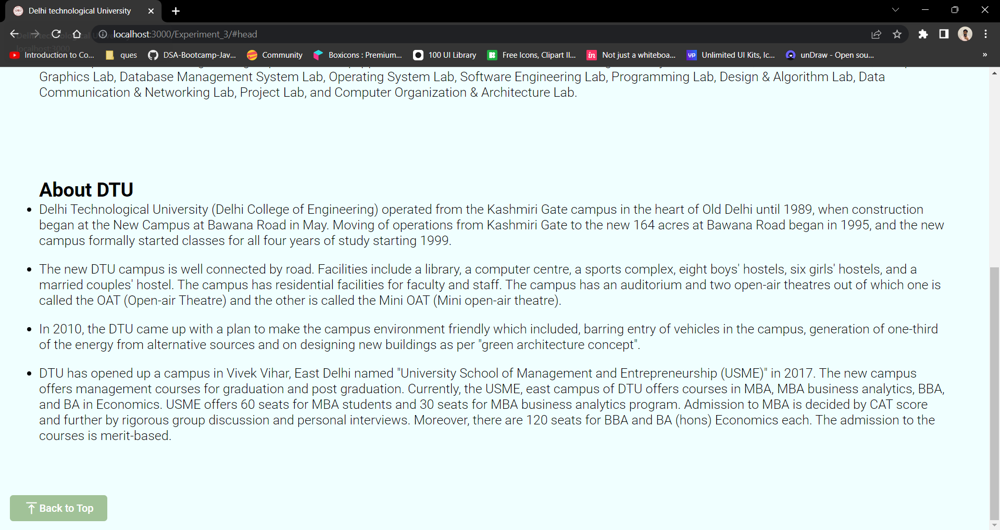 Delhi technological University
localhost:3000/Experiment_3/#head
Introduction to Co...
ques
DSA-Bootcamp-Jav...
Community
Boxicons : Premium...
100 UI Library
Free Icons, Clipart Il...
in
Not just a whiteboa...
UP
Unlimited UI Kits, Ic...
unDraw - Open sou...
»
Graphics Lab, Database Management System Lab, Operating System Lab, Software Engineering Lab, Programming Lab, Design & Algorithm Lab, Data
Communication & Networking Lab, Project Lab, and Computer Organization & Architecture Lab.
About DTU
• Delhi Technological University (Delhi College of Engineering) operated from the Kashmiri Gate campus in the heart of Old Delhi until 1989, when construction
began at the New Campus at Bawana Road in May. Moving of operations from Kashmiri Gate to the new 164 acres at Bawana Road began in 1995, and the new
campus formally started classes for all four years of study starting 1999.
• The new DTU campus is well connected by road. Facilities include a library, a computer centre, a sports complex, eight boys' hostels, six girls' hostels, and a
married couples' hostel. The campus has residential facilities for faculty and staff. The campus has an auditorium and two open-air theatres out of which one is
called the OAT (Open-air Theatre) and the other is called the Mini OAT (Mini open-air theatre).
• In 2010, the DTU came up with a plan to make the campus environment friendly which included, barring entry of vehicles in the campus, generation of one-third
of the energy from alternative sources and on designing new buildings as per "green architecture concept".
• DTU has opened up a campus in Vivek Vihar, East Delhi named "University School of Management and Entrepreneurship (USME)" in 2017. The new campus
offers management courses for graduation and post graduation. Currently, the USME, east campus of DTU offers courses in MBA, MBA business analytics, BBA,
and BA in Economics. USME offers 60 seats for MBA students and 30 seats for MBA business analytics program. Admission to MBA is decided by CAT score
and further by rigorous group discussion and personal interviews. Moreover, there are 120 seats for BBA and BA (hons) Economics each. The admission to the
courses is merit-based.
Back to Top